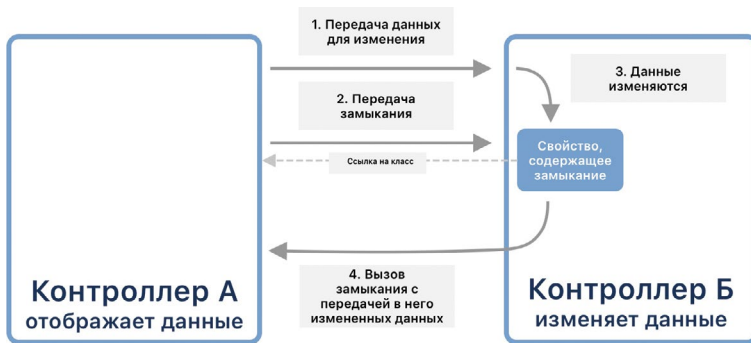 1. Передача данных
для изменения
2. Передача
замыкания
Ссылка на класс
3. Данные
изменяются
Свойство,
содержащее
замыкание
4. Вызов
замыкания с
передачей в него
измененных данных
Контроллер А
отображает данные
Контроллер Б
изменяет данные